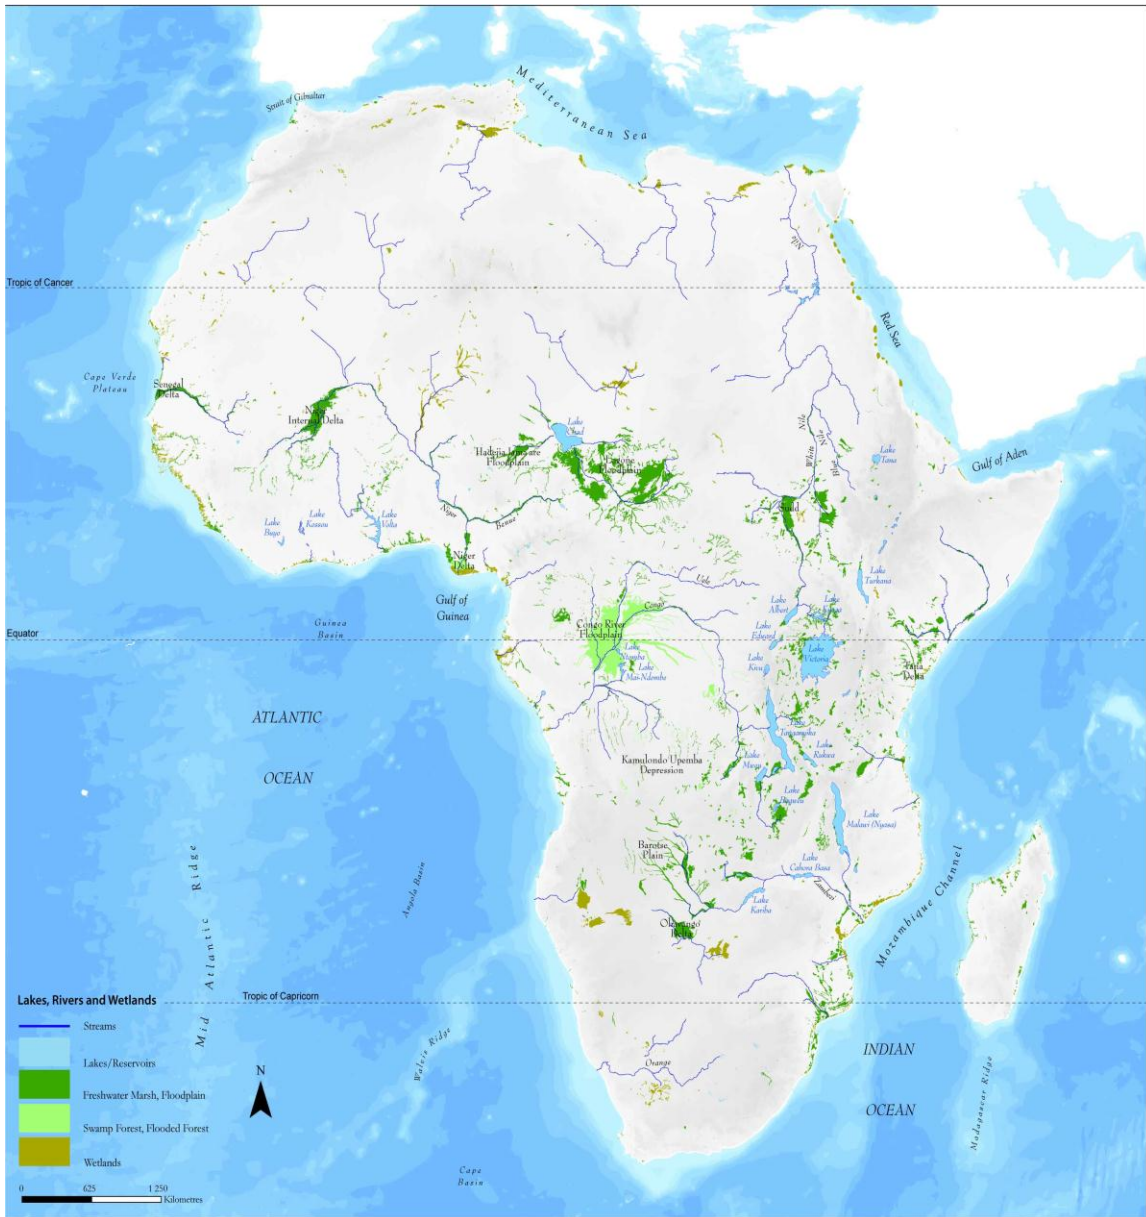 Mediterranean Sea
Strait of Gibraltar
Nile
Tropic of Cancer
Red Sea
Cape Verde
Plateau
Senegal
Delta
Niger
Internal Delta
Lake
Chad
Hadejia Jama'are
Floodplain
Floodplain
Nile
White
Blue
Nile
Lake
Tana
Gulf of Aden
Sudd
Niger
Benue
Lake
Buyo
Lake
Kossou
Lake
Volta
Niger
Delta
Gulf of
Guinea
Uele
Lake
Turkana
Lake
Albert
Lake
Congo
Guinea
Basin
Equator
Congo River
Floodplain
Lake
Edward
Lake
Victoria
Lake
Kivu
Lake
Lake
Mai-Ndombe
Tana
Delta
ATLANTIC
OCEAN
Lake
Tanganyika
Lake
Rukwa
Kamulondo Upemba
Depression
Lake
Mweru
Lake
Lake
Malawi (Nyasa)
Barotse
Plain
Lake
Cahora Basa
Zambezi
Lake
Kariba
Okavango
Delta
Angola Basin
Mid Atlantic Ridge
Mozambique Channel
Tropic of Capricorn
Walvis Ridge
Orange
INDIAN
OCEAN
Madagascar Ridge
Cape
Basin
Lakes, Rivers and Wetlands
Streams
Lakes/Reservoirs
Freshwater Marsh, Floodplain
Swamp Forest, Flooded Forest
Wetlands
N
0 625 1 250
Kilometres